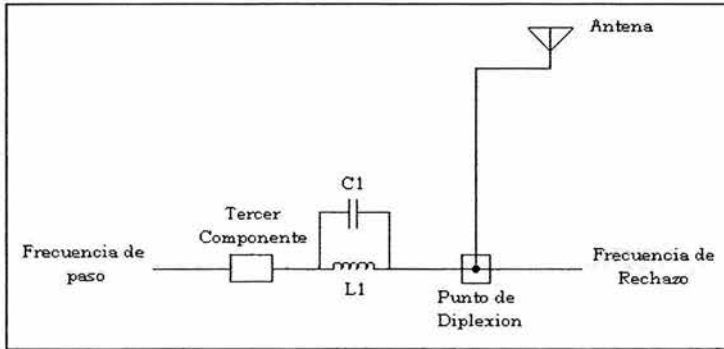 Antena
C1
Tercer
Componente
Frecuencia de
paso
L1
Punto de
Diplexion
Frecuencia de
Rechazo